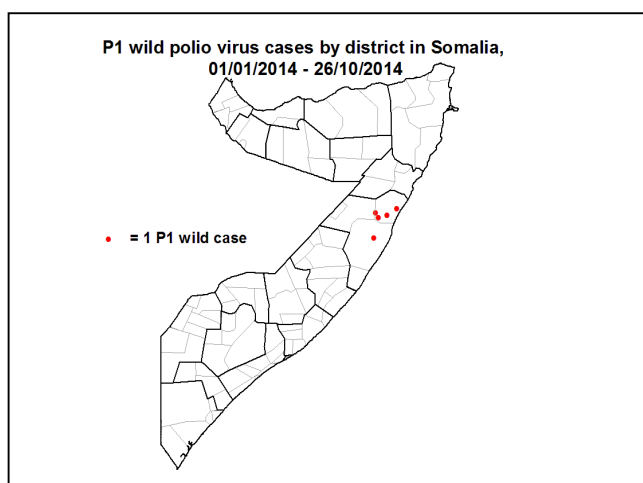 P1 wild polio virus cases by district in Somalia,
01/01/2014 - 26/10/2014
= 1 P1 wild case